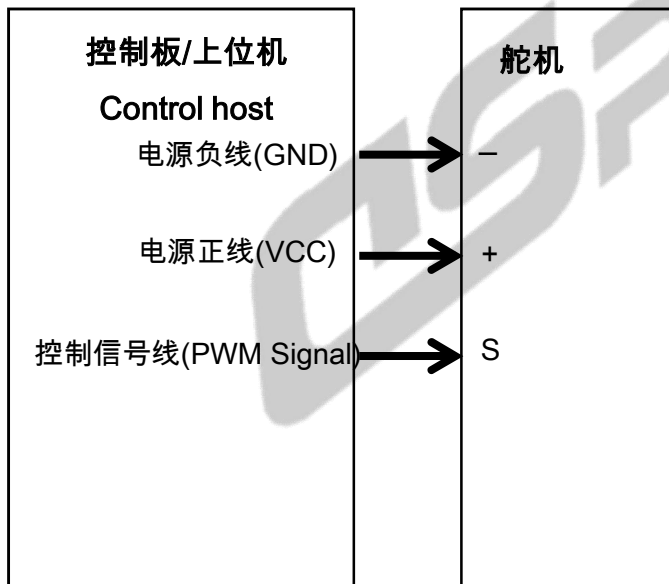 控制板/上位机
Control host
舵机
电源负线(GND)
–
电源正线(VCC)
+
控制信号线(PWM Signal)
S